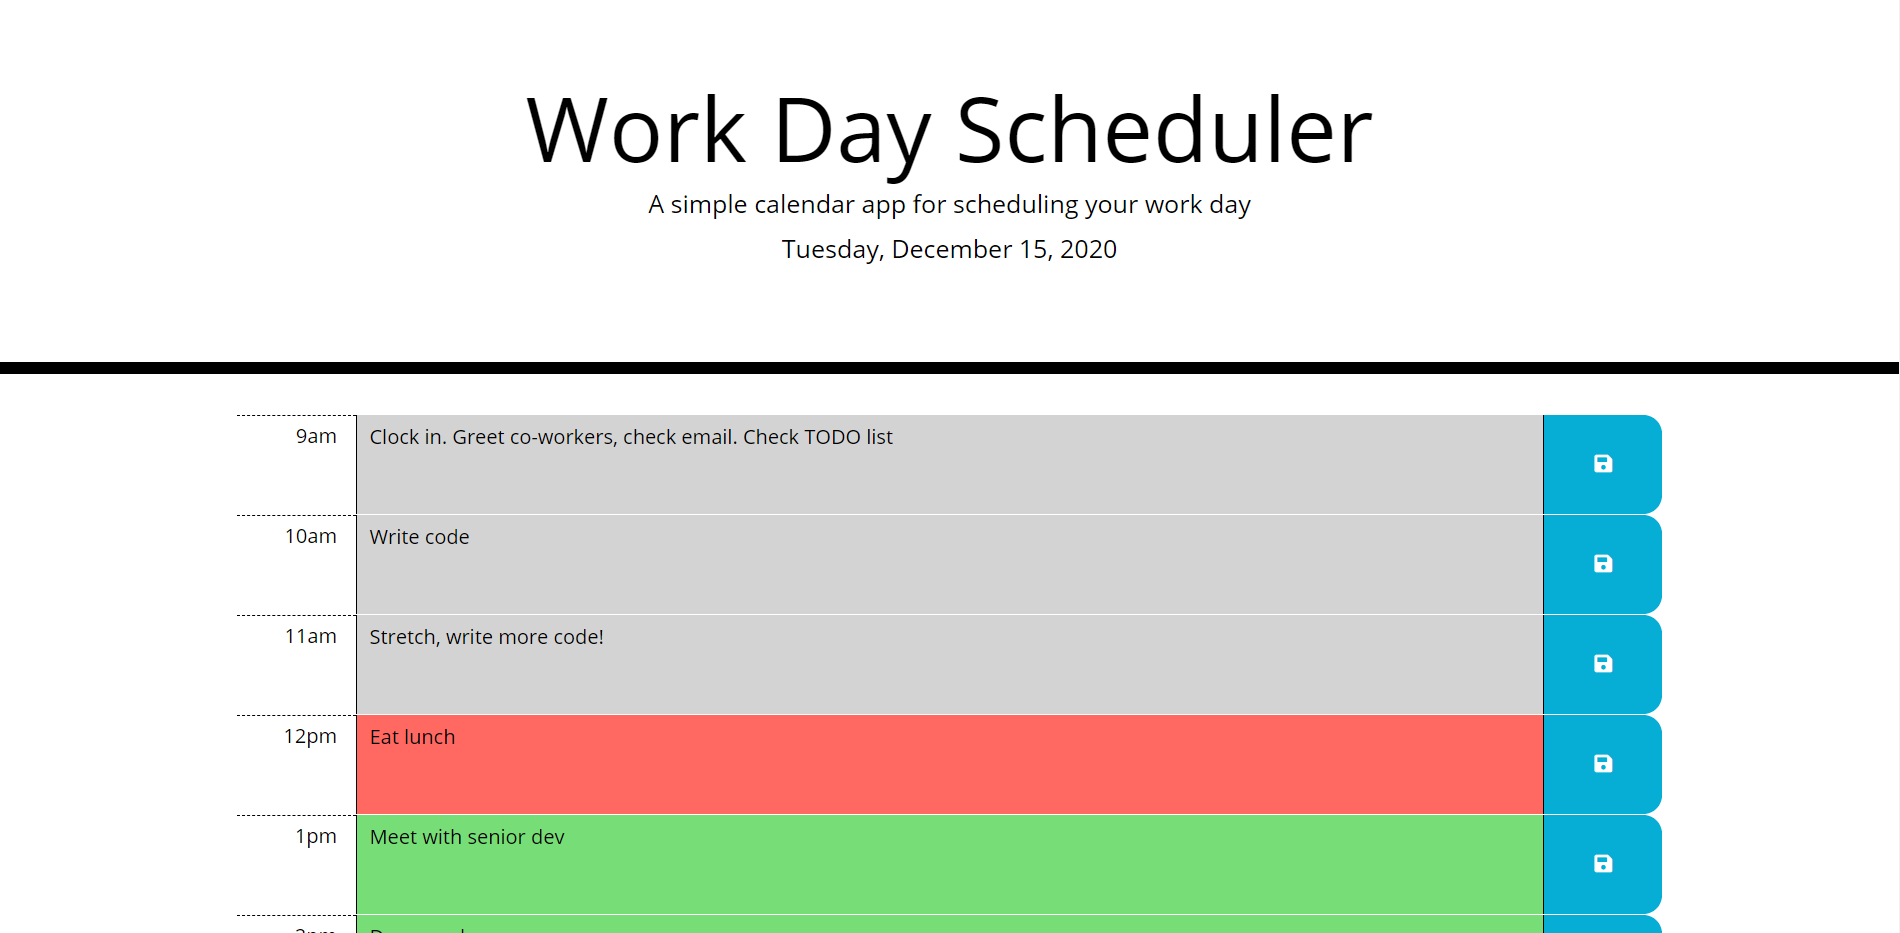 Work Day Scheduler
A simple calendar app for scheduling your work day
Tuesday, December 15, 2020
9am
Clock in. Greet co-workers, check email. Check TODO list
10am
Write code
11am
Stretch, write more code!
12pm
Eat lunch
1pm
Meet with senior dev